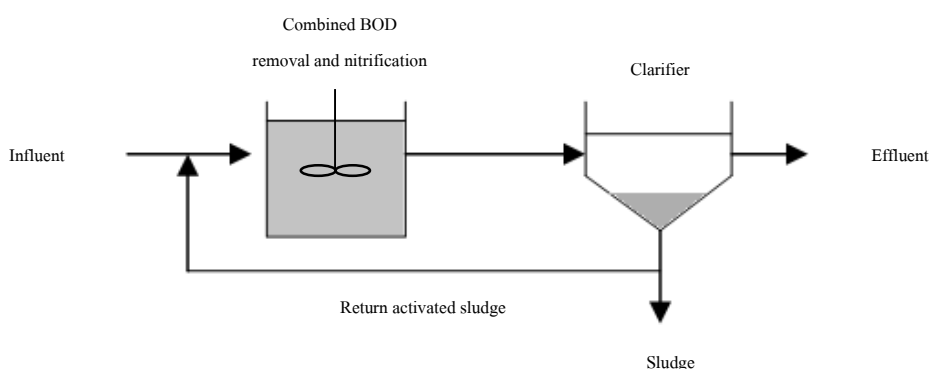 Combined BOD
removal and nitrification
Clarifier
Influent
Effluent
Return activated sludge
Sludge